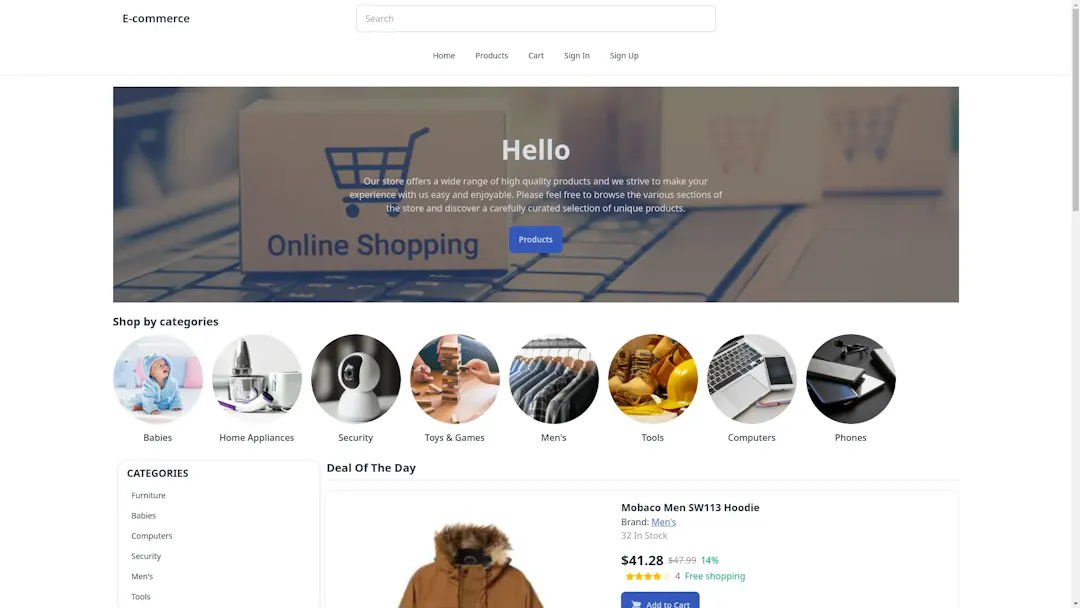 E-commerce
Search
Home Products Cart Sign In Sign Up
Hello
Our store offers a wide range of high quality products and we strive to make your
experience with us easy and enjoyable. Please feel free to browse the various sections of
the store and discover a carefully curated selection of unique products.
Products
Online Shopping
Shop by categories
Babies Home Appliances Security Toys & Games Men's Tools Computers Phones
CATEGORIES
Furniture
Babies
Computers
Security
Men's
Tools
Deal Of The Day
Mobaco Men SW113 Hoodie
Brand: Men's
32 In Stock
$41.28 $47.99 14%
4 Free shopping
Add to Cart